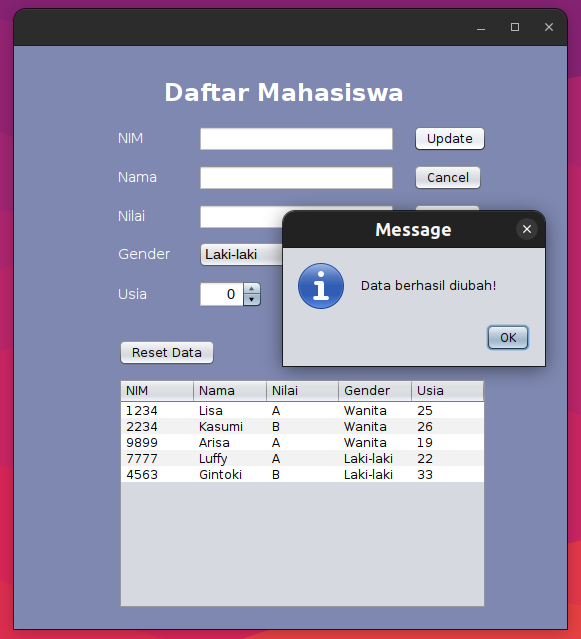 Daftar Mahasiswa
NIM Update
Nama Cancel
Nilai
Message
Gender Laki-laki
Data berhasil diubah!
Usia 0
OK
Reset Data
NIM Nama Nilai Gender Usia
1234 Lisa A Wanita 25
2234 Kasumi B Wanita 26
9899 Arisa A Wanita 19
7777 Luffy A Laki-laki 22
4563 Gintoki B Laki-laki 33